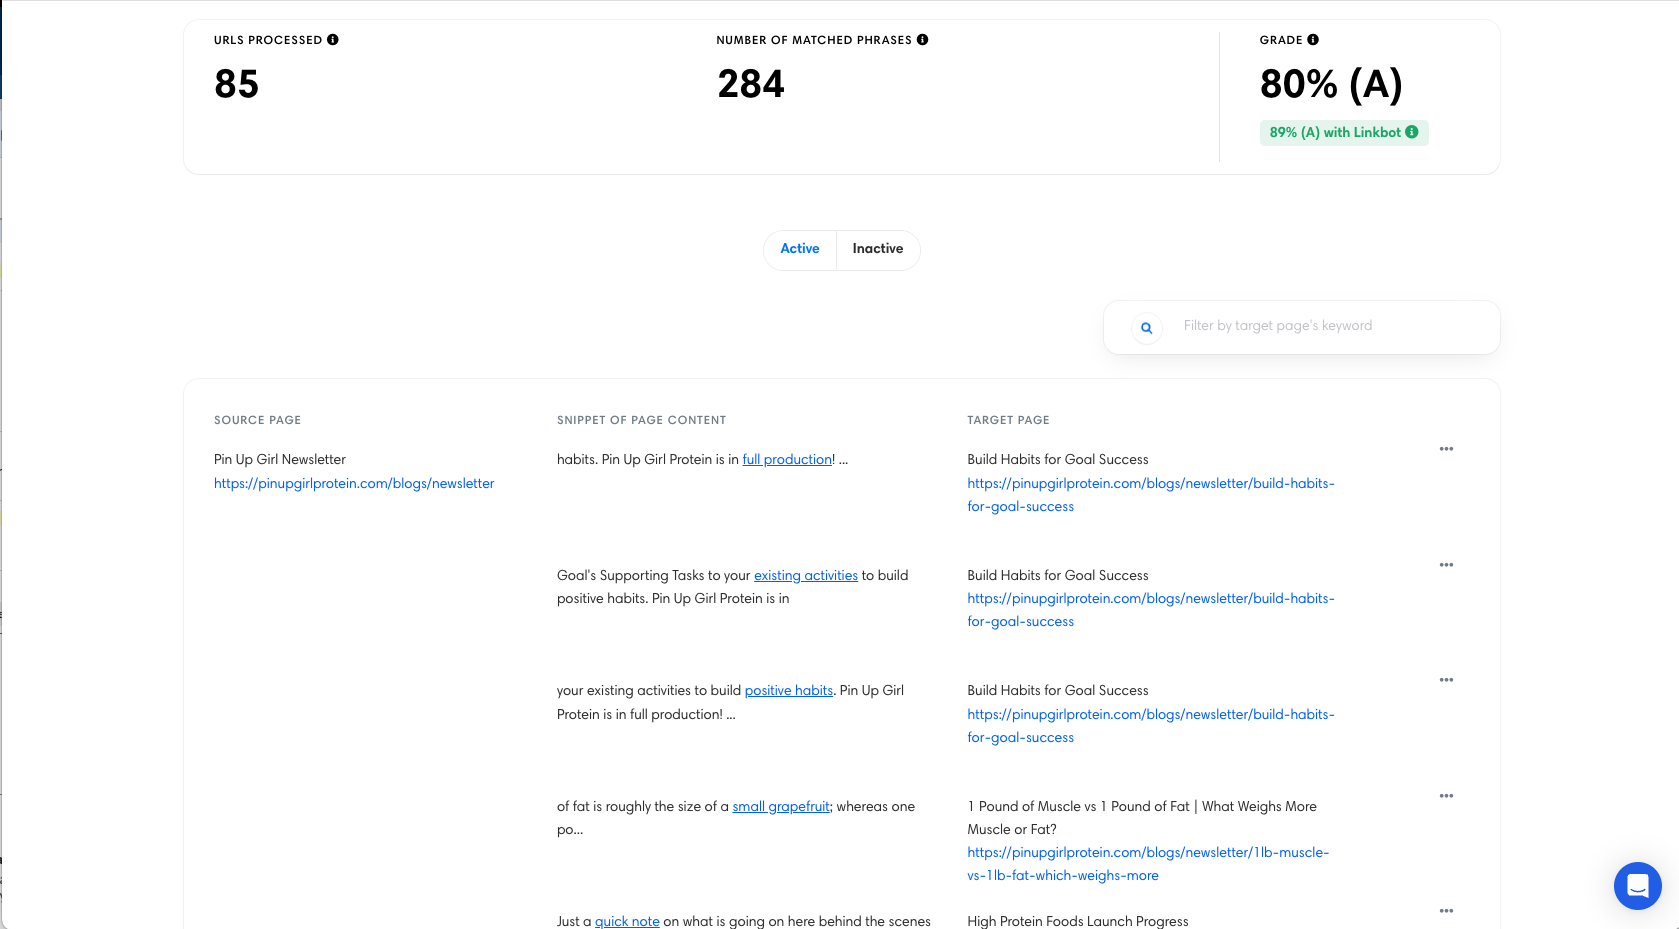 URLS PROCESSED
85
NUMBER OF MATCHED PHRASES
284
GRADE
80% (A)
89% (A) with Linkbot
Active
Inactive
Filter by target page's keyword
SOURCE PAGE
SNIPPET OF PAGE CONTENT
TARGET PAGE
Pin Up Girl Newsletter
https://pinupgirlprotein.com/blogs/newsletter
habits. Pin Up Girl Protein is in full production! ...
Build Habits for Goal Success
https://pinupgirlprotein.com/blogs/newsletter/build-habits-
for-goal-success
Goal's Supporting Tasks to your existing activities to build
positive habits. Pin Up Girl Protein is in
Build Habits for Goal Success
https://pinupgirlprotein.com/blogs/newsletter/build-habits-
for-goal-success
your existing activities to build positive habits. Pin Up Girl
Protein is in full production! ...
Build Habits for Goal Success
https://pinupgirlprotein.com/blogs/newsletter/build-habits-
for-goal-success
of fat is roughly the size of a small grapefruit; whereas one
po...
1 Pound of Muscle vs 1 Pound of Fat | What Weighs More
Muscle or Fat?
https://pinupgirlprotein.com/blogs/newsletter/1lb-muscle-
vs-1lb-fat-which-weighs-more
Just a quick note on what is going on here behind the scenes
High Protein Foods Launch Progress